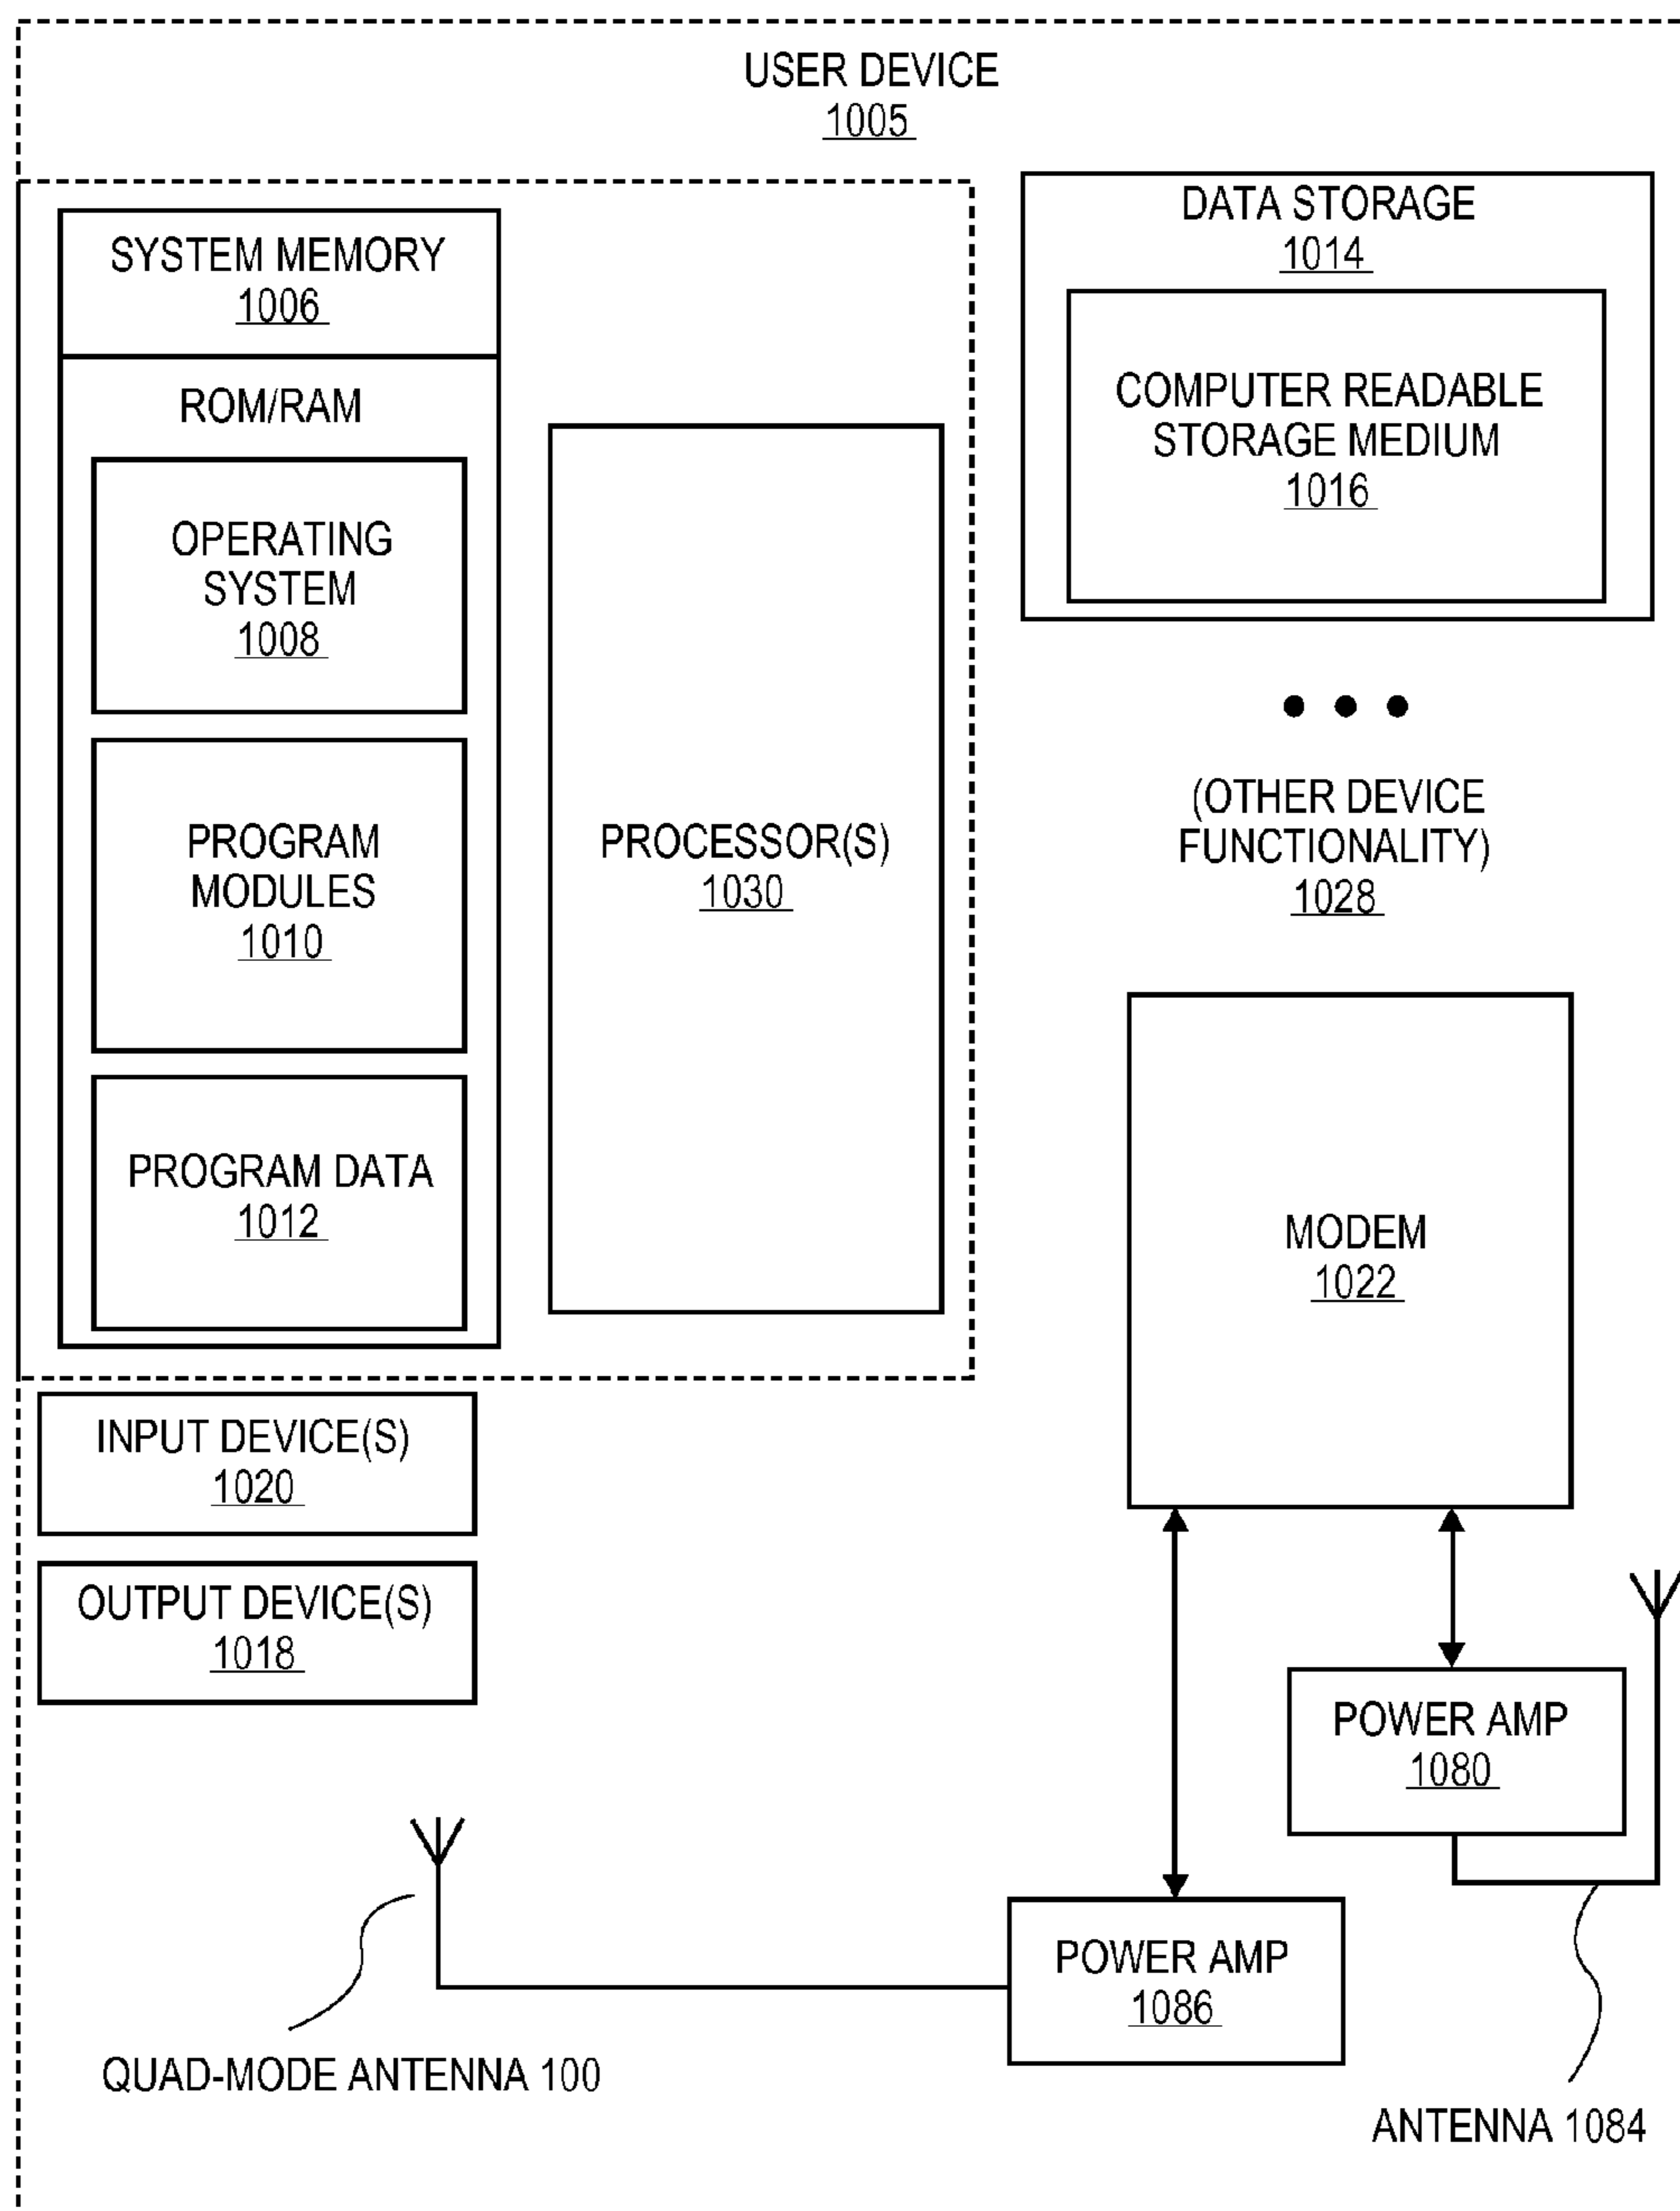 USER DEVICE
1005
SYSTEM MEMORY
1006
ROM/RAM
OPERATING
SYSTEM
1008
PROGRAM
MODULES
1010
PROGRAM DATA
1012
PROCESSOR(S)
1030
DATA STORAGE
1014
COMPUTER READABLE
STORAGE MEDIUM
1016
(OTHER DEVICE
FUNCTIONALITY)
1028
MODEM
1022
INPUT DEVICE(S)
1020
OUTPUT DEVICE(S)
1018
POWER AMP
1080
POWER AMP
1086
QUAD-MODE ANTENNA 100
ANTENNA 1084